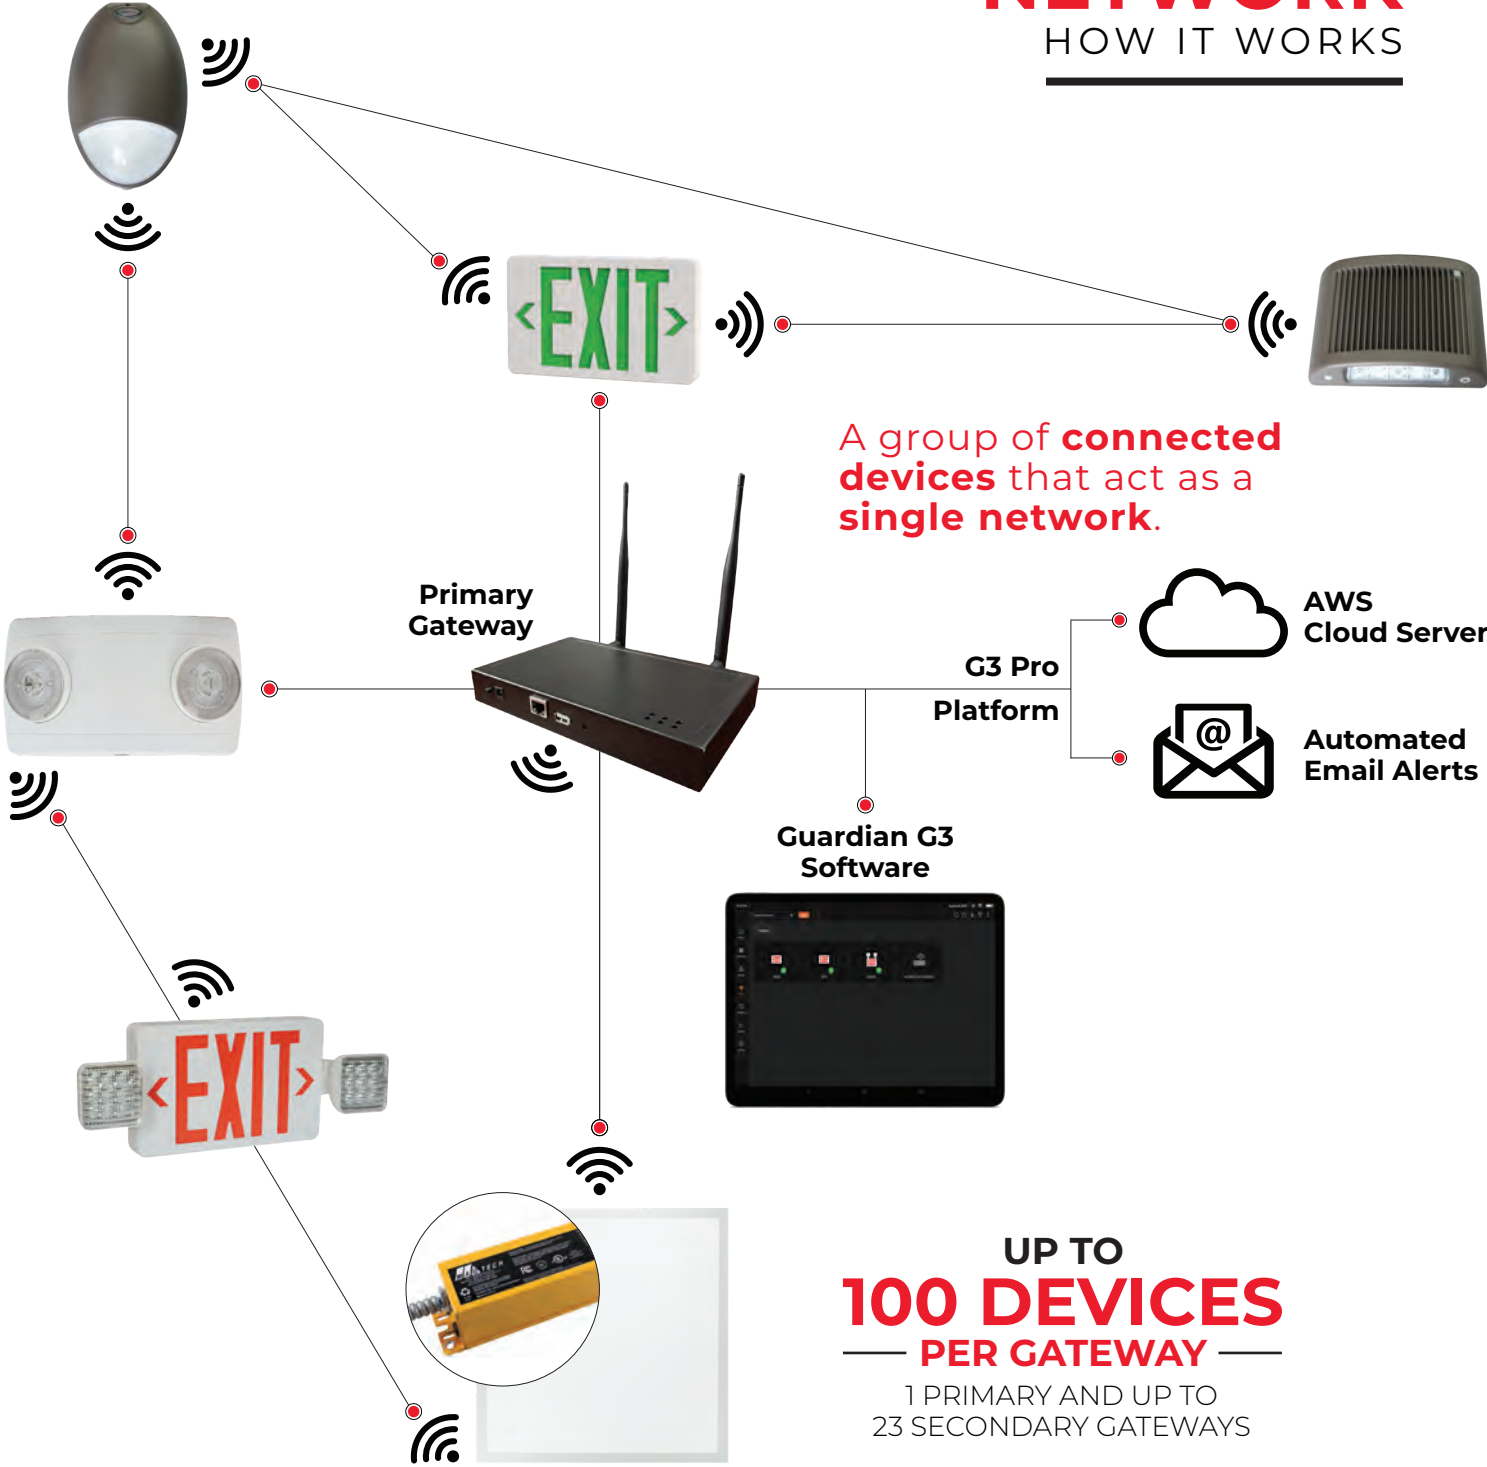 NETWORK
HOW IT WORKS
EXIT
A group of connected
devices that act as a
single network.
Primary
Gateway
AWS
Cloud Server
G3 Pro
Platform
@
Automated
Email Alerts
Guardian G3
Software
EXIT
TECH
UP TO
100 DEVICES
PER GATEWAY
1 PRIMARY AND UP TO
23 SECONDARY GATEWAYS